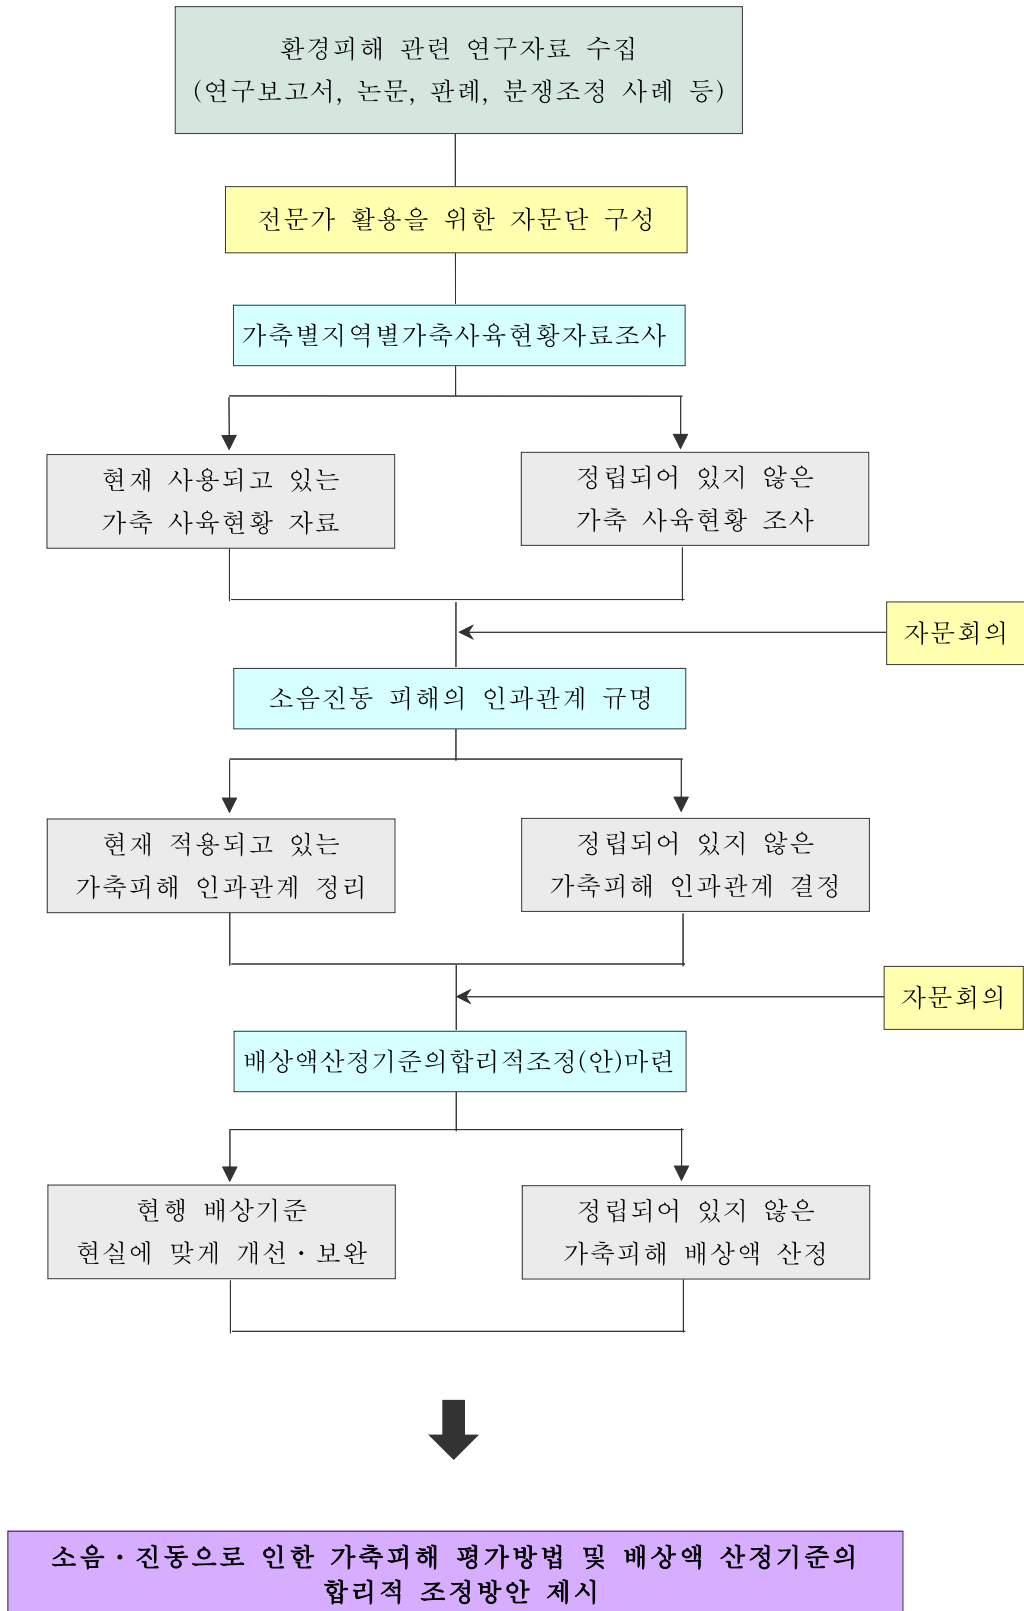 환경피해 관련 연구자료 수집
(연구보고서, 논문, 판례, 분쟁조정 사례 등)
전문가 활용을 위한 자문단 구성
가축별지역별가축사육현황자료조사
현재 사용되고 있는
가축 사육현황 자료
정립되어 있지 않은
가축 사육현황 조사
자문회의
소음진동 피해의 인과관계 규명
현재 적용되고 있는
가축피해 인과관계 정리
정립되어 있지 않은
가축피해 인과관계 결정
자문회의
배상액산정기준의합리적조정(안)마련
현행 배상기준
현실에 맞게 개선·보완
정립되어 있지 않은
가축피해 배상액 산정
소음·진동으로 인한 가축피해 평가방법 및 배상액 산정기준의
합리적 조정방안 제시